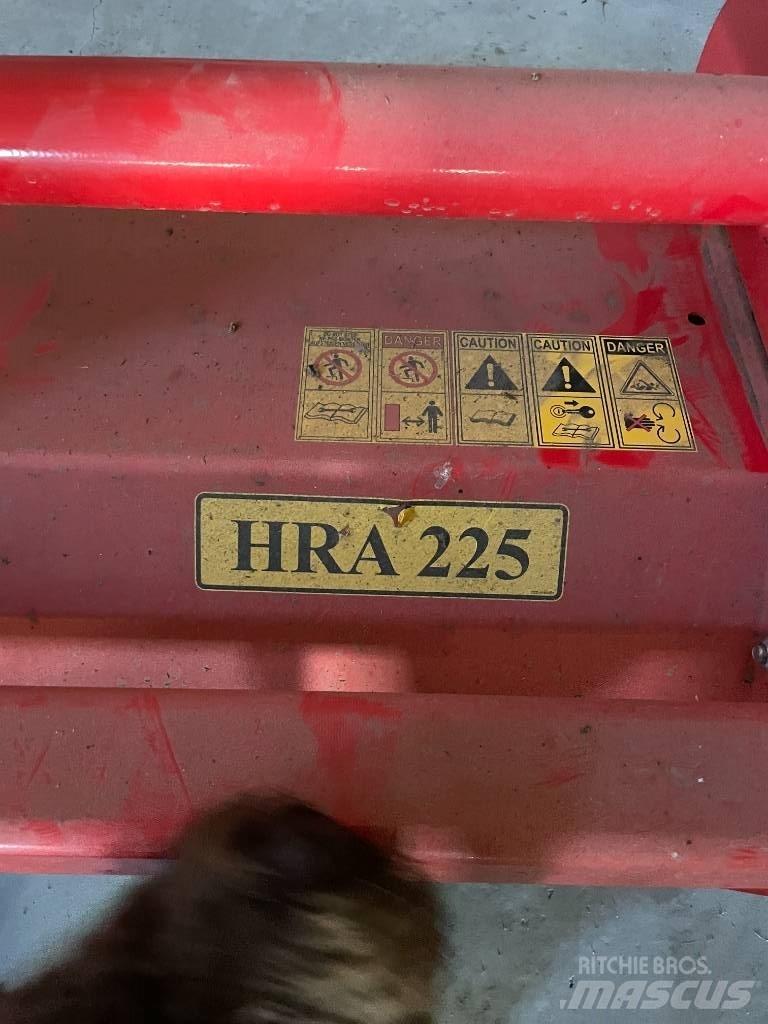 DANGER
CAUTION
CAUTION
DANGER
HRA 225
RITCHIE BROS.
MASCUS